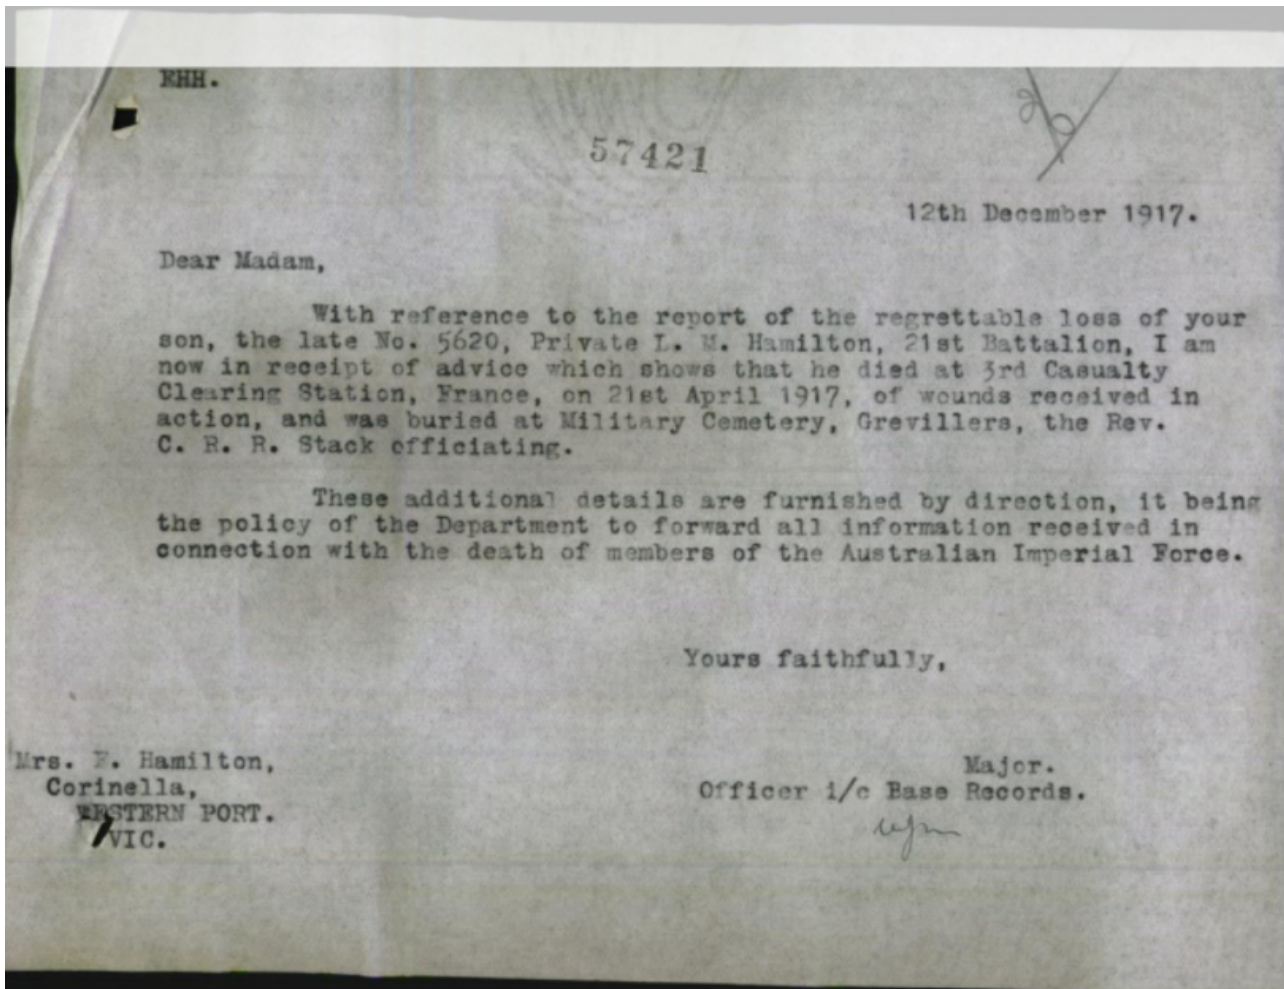 EHH.
57421
12th December 1917.
Dear Madam,
With reference to the report of the regrettable loss of your
son, the late No. 5620, Private L. M. Hamilton, 21st Battalion, I am
now in receipt of advice which shows that he died at 3rd Casualty
Clearing Station, France, on 21st April 1917, of wounds received in
action, and was buried at Military Cemetery, Grevillers, the Rev.
C. R. R. Stack officiating.
These additional details are furnished by direction, it being
the policy of the Department to forward all information received in
connection with the death of members of the Australian Imperial Force.
Yours faithfully,
Mrs. Hamilton,
Corinella,
WESTERN PORT.
VIC.
Major.
Officer i/c Base Records.